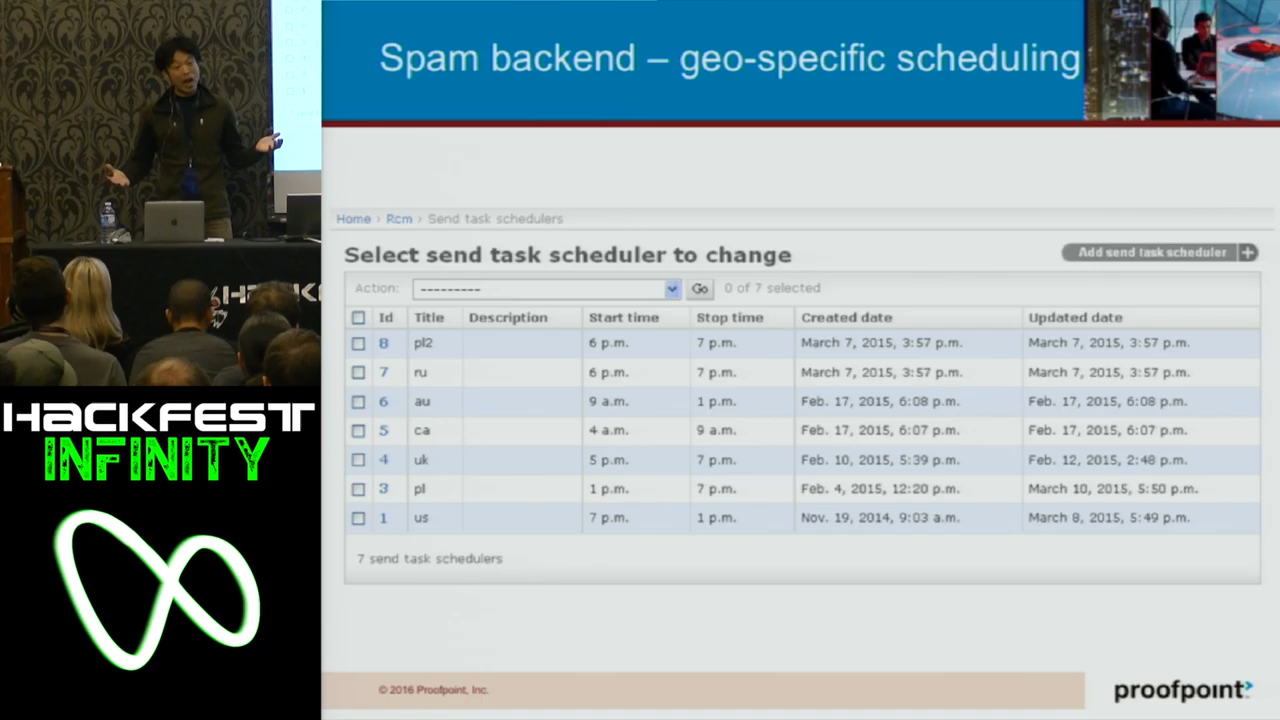 Spam backend – geo-specific scheduling
Home › Rcm › Send task schedulers
Select send task scheduler to change
Add send task scheduler +
Action: --------- Go 0 of 7 selected
Id Title Description Start time Stop time Created date Updated date
8 pl2 6 p.m. 7 p.m. March 7, 2015, 3:57 p.m. March 7, 2015, 3:57 p.m.
7 ru 6 p.m. 7 p.m. March 7, 2015, 3:57 p.m. March 7, 2015, 3:57 p.m.
6 au 9 a.m. 1 p.m. Feb. 17, 2015, 6:08 p.m. Feb. 17, 2015, 6:08 p.m.
5 ca 4 a.m. 9 a.m. Feb. 17, 2015, 6:07 p.m. Feb. 17, 2015, 6:07 p.m.
4 uk 5 p.m. 7 p.m. Feb. 10, 2015, 5:39 p.m. Feb. 12, 2015, 2:48 p.m.
3 pl 1 p.m. 7 p.m. Feb. 4, 2015, 12:20 p.m. March 10, 2015, 5:50 p.m.
1 us 7 p.m. 1 p.m. Nov. 19, 2014, 9:03 a.m. March 8, 2015, 5:49 p.m.
7 send task schedulers
© 2016 Proofpoint, Inc.
proofpoint
HACKFEST
INFINITY